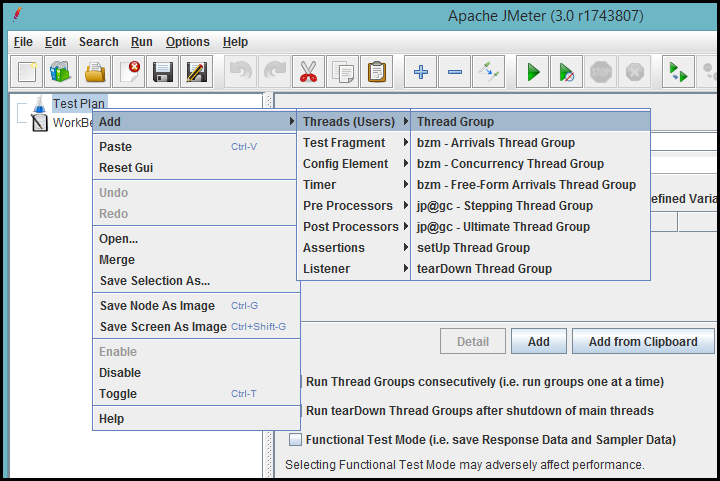 Apache JMeter (3.0 r1743807)
File Edit Search Run Options Help
STOP
Test Plan
WorkBe
Add
Paste Ctrl-V
Reset Gui
Undo
Redo
Open...
Merge
Save Selection As...
Save Node As Image Ctrl-G
Save Screen As Image Ctrl+Shift-G
Enable
Disable
Toggle Ctrl-T
Help
Threads (Users)
Test Fragment
Config Element
Timer
Pre Processors
Post Processors
Assertions
Listener
Thread Group
bzm - Arrivals Thread Group
bzm - Concurrency Thread Group
bzm - Free-Form Arrivals Thread Group
jp@gc - Stepping Thread Group
jp@gc - Ultimate Thread Group
setUp Thread Group
tearDown Thread Group
efined Varia
Detail Add Add from Clipboard
Run Thread Groups consecutively (i.e. run groups one at a time)
Run tearDown Thread Groups after shutdown of main threads
Functional Test Mode (i.e. save Response Data and Sampler Data)
Selecting Functional Test Mode may adversely affect performance.